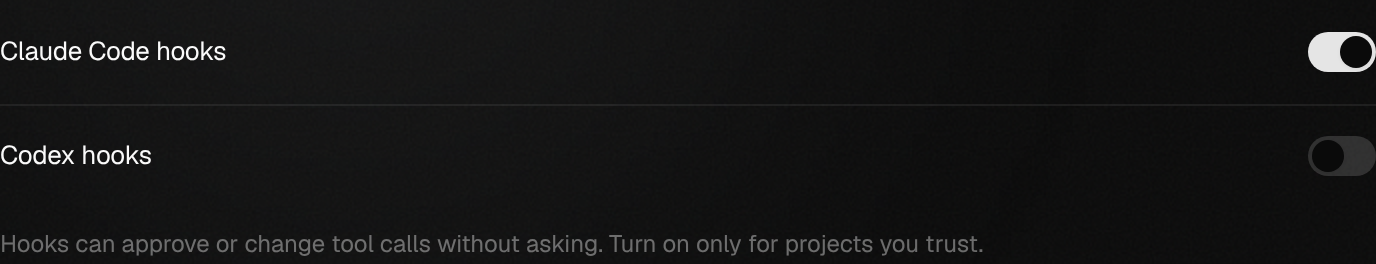 Claude Code hooks
Codex hooks
Hooks can approve or change tool calls without asking. Turn on only for projects you trust.